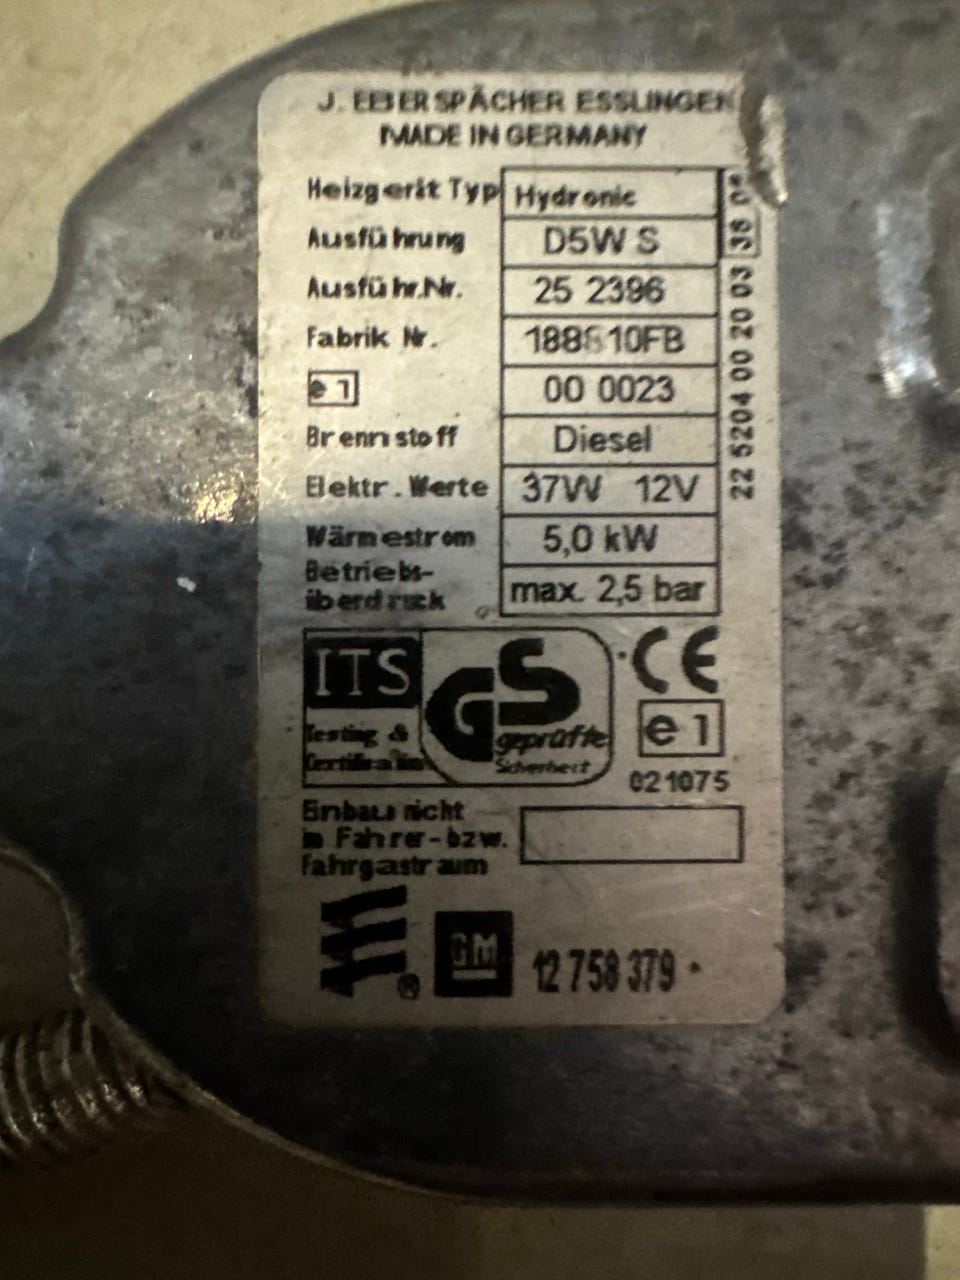 J. EBERSPÄCHER ESSLINGEN
MADE IN GERMANY
Heizgerät Typ Hydronic
Ausführung D5W S
Ausführ.Nr. 25 2396
Fabrik Nr.
e1 00 0023
Brennstoff Diesel
Elektr. Werte 37W 12V
Wärmestrom 5,0 kW
Betriebs-
überdruck max. 2,5 bar
22 5204 00 20 03 36
ITS
Testing &
Certification
GS
geprüfte
Sicherheit
CE
e1
021075
Einbau nicht
in Fahrer- bzw.
Fahrgastraum
®
GM
12 758 379